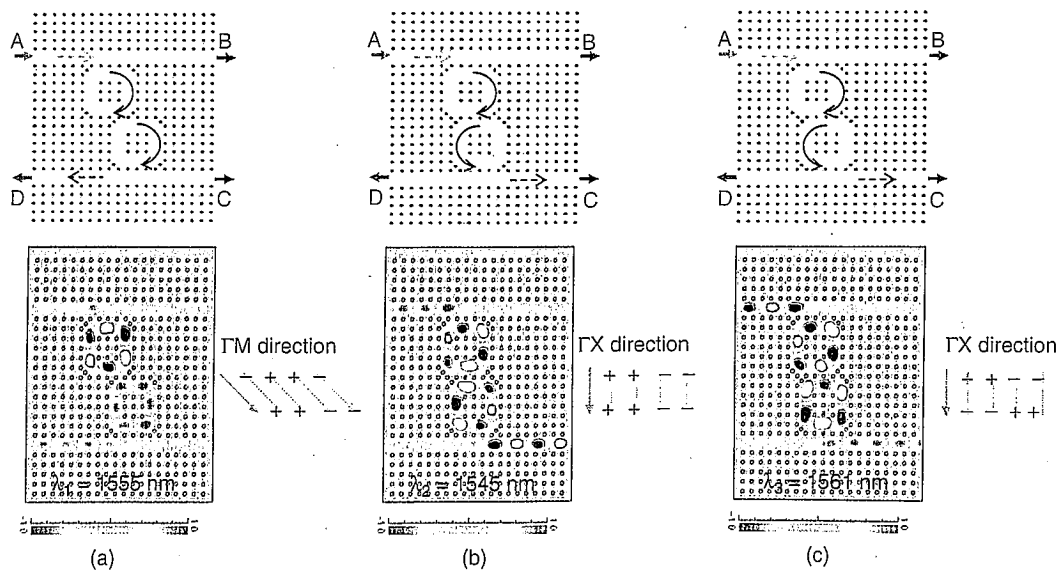 A B A B A B
D C D C D C
ΓM direction
− + + −
− + + − −
ΓX direction
+ + − −
+ + − −
ΓX direction
+ + − −
− − + +
λ1 = 1555 nm
λ2 = 1545 nm
λ3 = 1561 nm
(a) (b) (c)